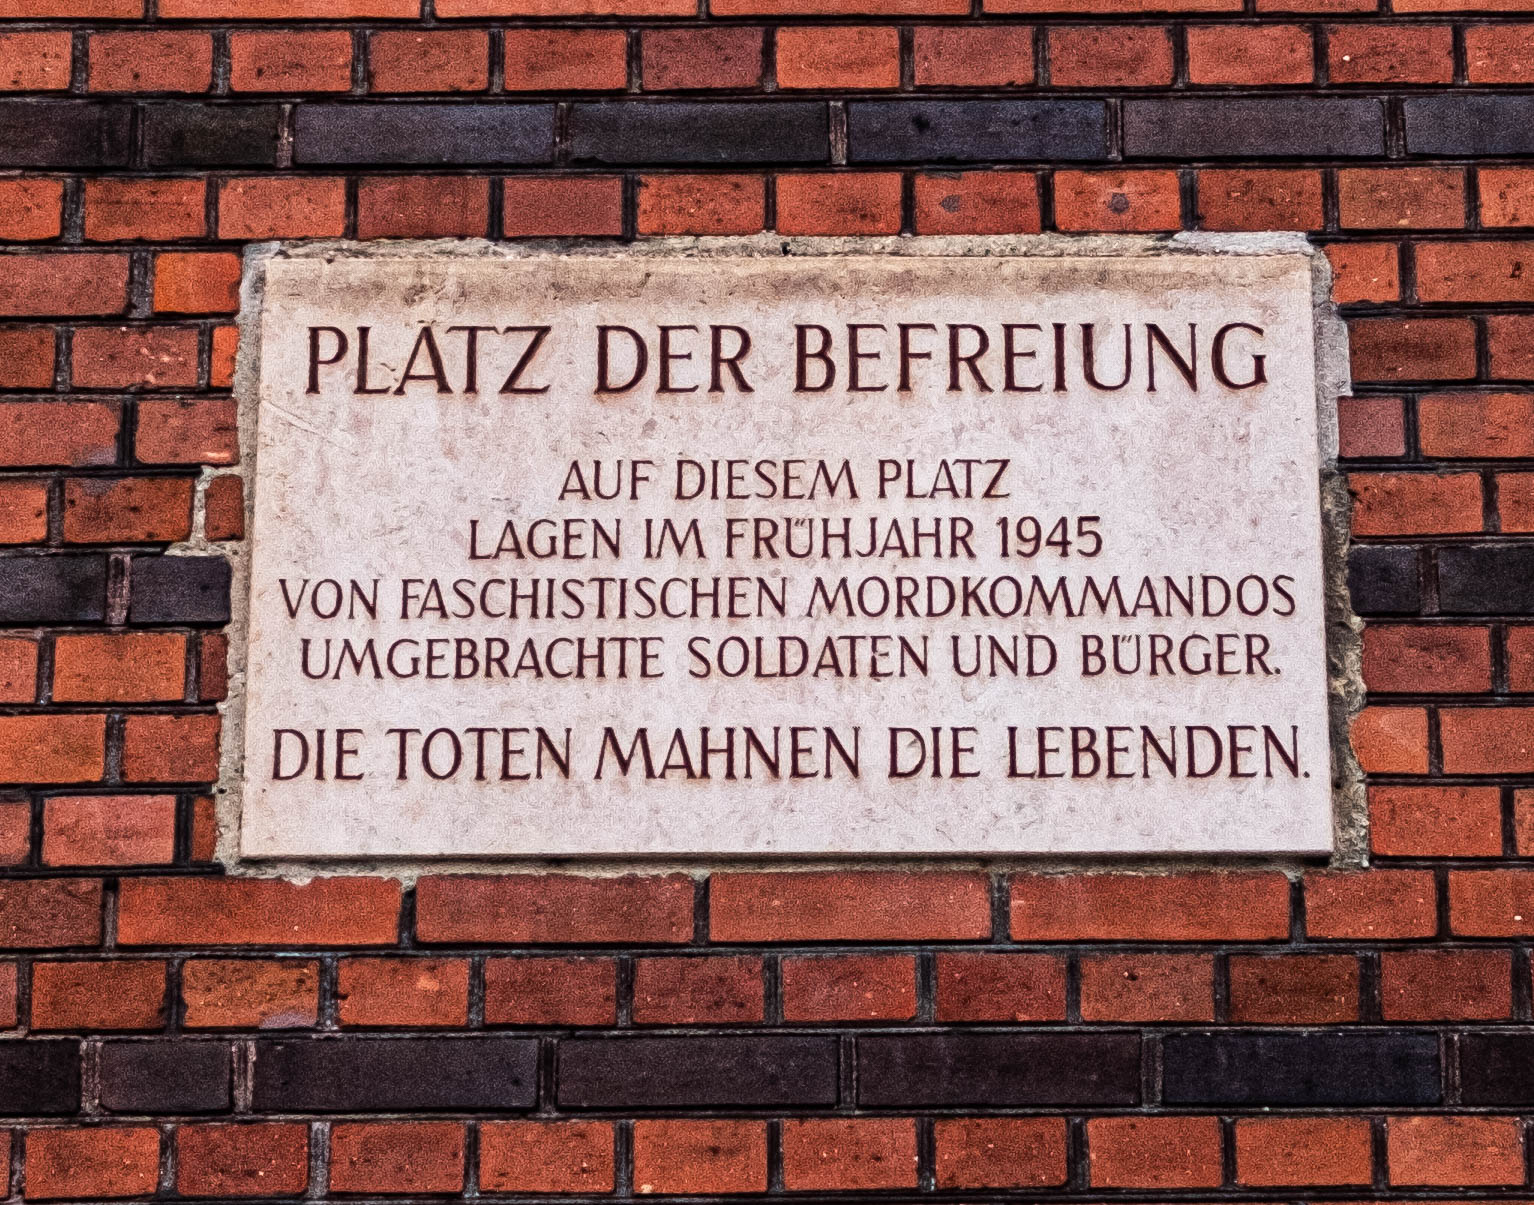 PLATZ DER BEFREIUNG
AUF DIESEM PLATZ
LAGEN IM FRÜHJAHR 1945
VON FASCHISTISCHEN MORDKOMMANDOS
UMGEBRACHTE SOLDATEN UND BÜRGER.
DIE TOTEN MAHNEN DIE LEBENDEN.